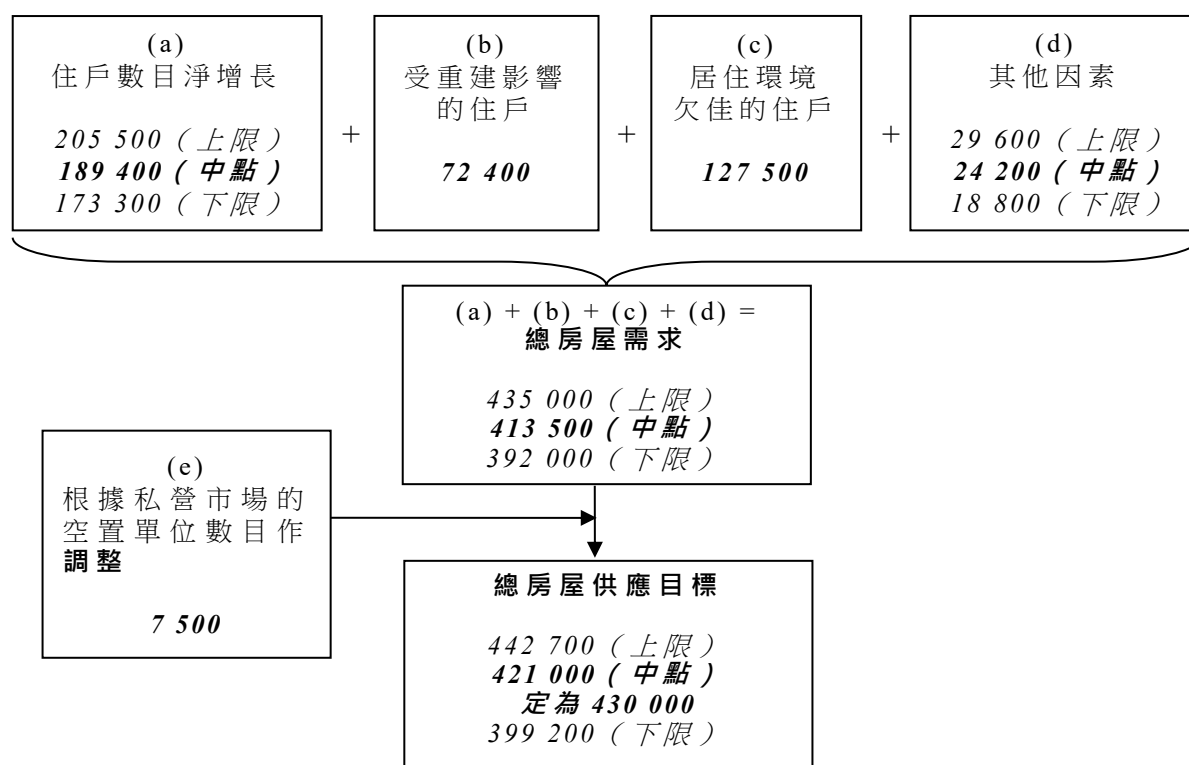 (a)
住戶數目淨增長
205 500（上限）
189 400（中點）
173 300（下限）
+
(b)
受重建影響
的住戶
72 400
+
(c)
居住環境
欠佳的住戶
127 500
+
(d)
其他因素
29 600（上限）
24 200（中點）
18 800（下限）
(a) + (b) + (c) + (d) =
總房屋需求
435 000（上限）
413 500（中點）
392 000（下限）
(e)
根據私營市場的
空置單位數目作
調整
7 500
總房屋供應目標
442 700（上限）
421 000（中點）
定為 430 000
399 200（下限）